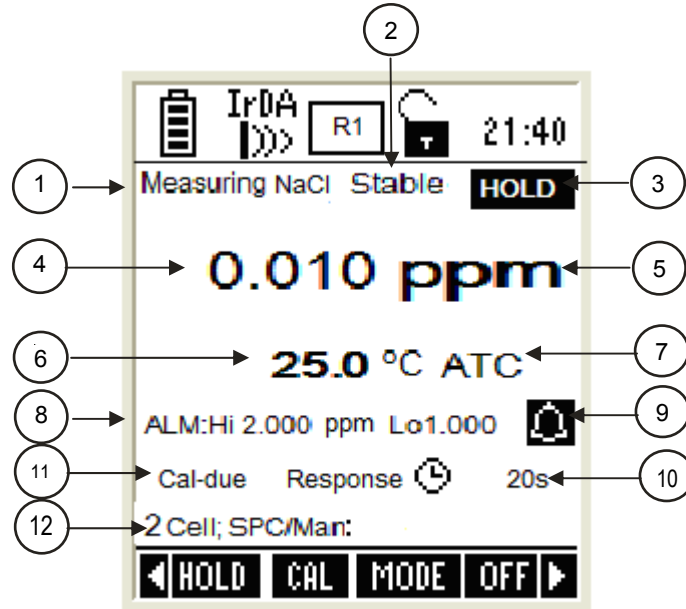 2
IrDA R1 21:40
1 Measuring NaCl Stable HOLD 3
4 0.010 ppm 5
6 25.0 °C ATC 7
8 ALM:Hi 2.000 ppm Lo1.000 9
11 Cal-due Response 20s 10
12 2 Cell; SPC/Man:
HOLD CAL MODE OFF